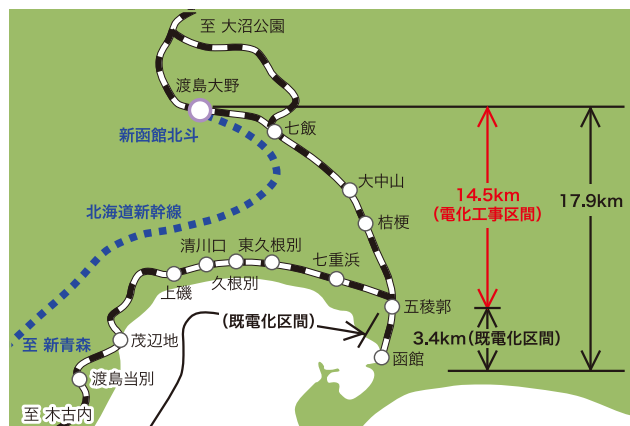 至 大沼公園
渡島大野
新函館北斗
七飯
大中山
14.5km
(電化工事区間)
17.9km
北海道新幹線
桔梗
清川口
東久根別
七重浜
上磯
久根別
五稜郭
(既電化区間)
3.4km(既電化区間)
至 新青森
茂辺地
函館
渡島当別
至 木古内